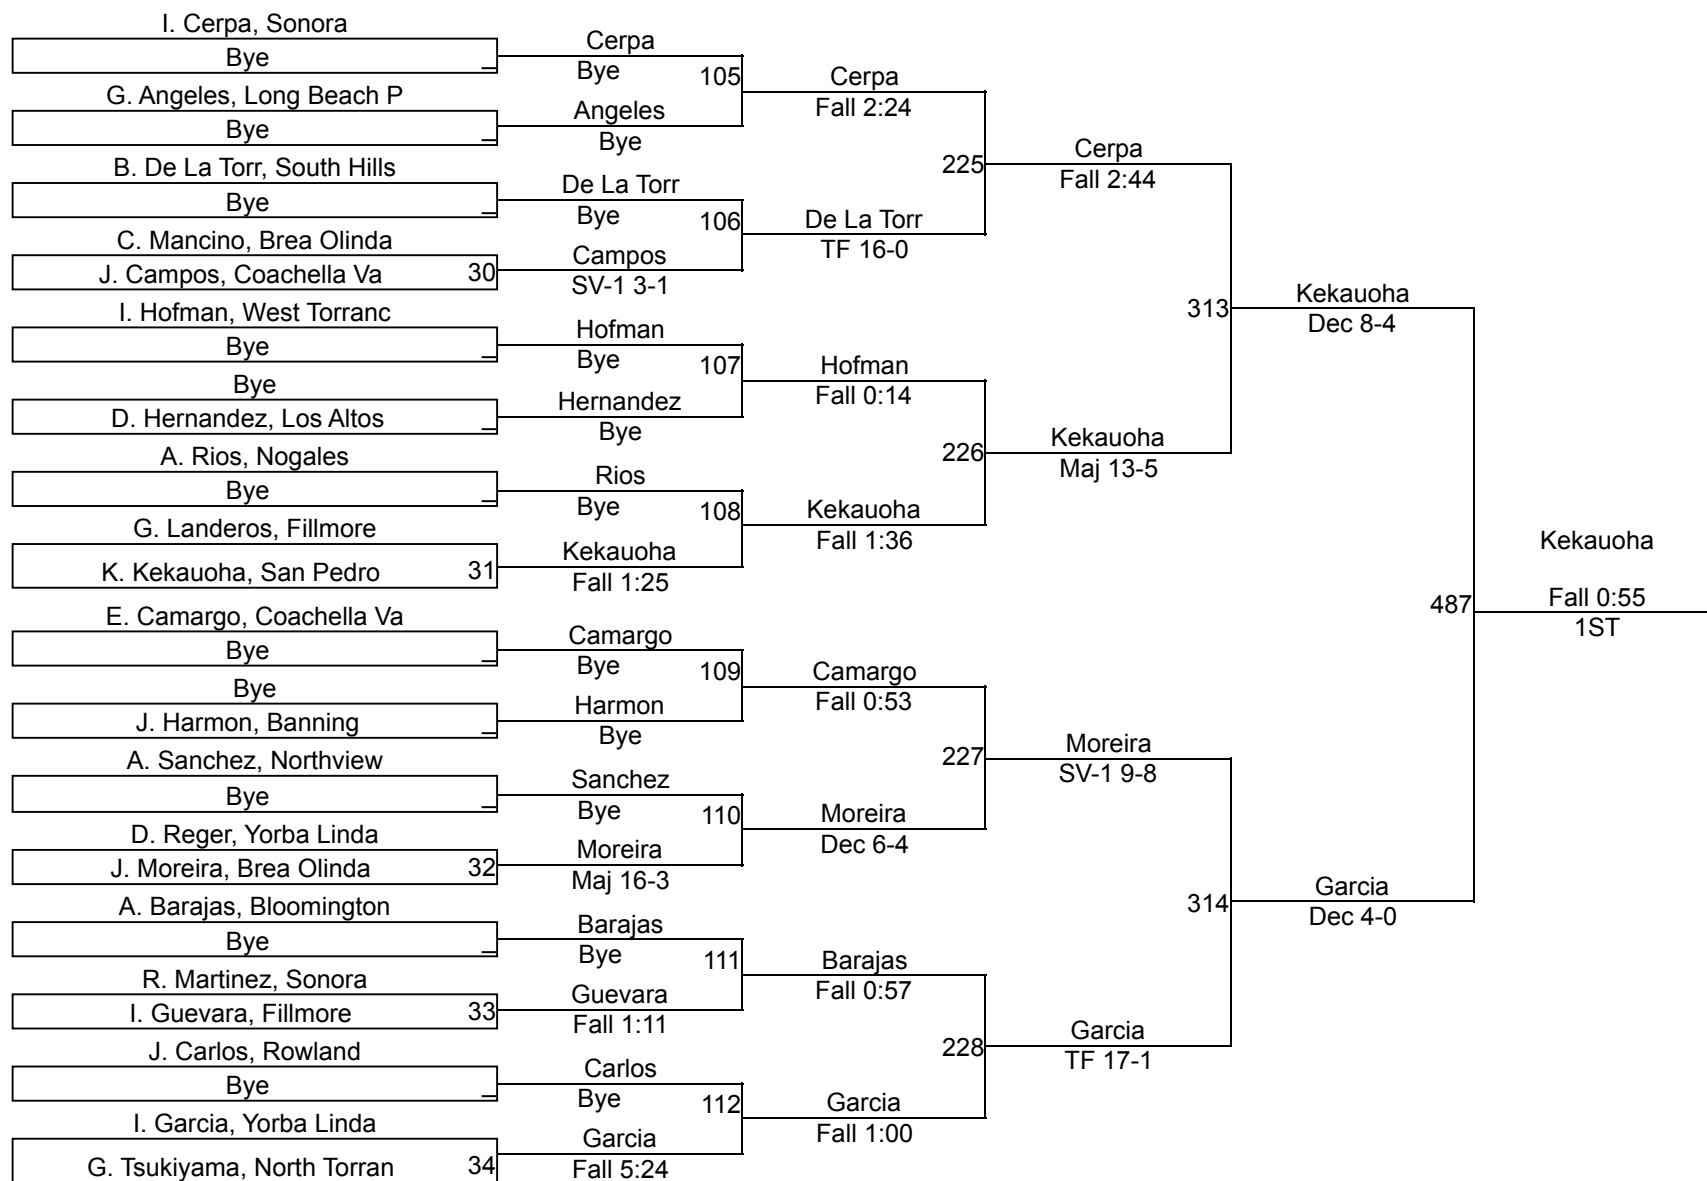 I. Cerpa, Sonora
Bye _
G. Angeles, Long Beach P
Bye _
B. De La Torr, South Hills
Bye _
C. Mancino, Brea Olinda
J. Campos, Coachella Va 30
I. Hofman, West Torranc
Bye _
Bye
D. Hernandez, Los Altos _
A. Rios, Nogales
Bye _
G. Landeros, Fillmore
K. Kekauoha, San Pedro 31
E. Camargo, Coachella Va
Bye _
Bye
J. Harmon, Banning _
A. Sanchez, Northview
Bye _
D. Reger, Yorba Linda
J. Moreira, Brea Olinda 32
A. Barajas, Bloomington
Bye _
R. Martinez, Sonora
I. Guevara, Fillmore 33
J. Carlos, Rowland
Bye _
I. Garcia, Yorba Linda
G. Tsukiyama, North Torran 34
Cerpa
Bye 105
Angeles
Bye
De La Torr
Bye 106
Campos
SV-1 3-1
Hofman
Bye 107
Hernandez
Bye
Rios
Bye 108
Kekauoha
Fall 1:25
Camargo
Bye 109
Harmon
Bye
Sanchez
Bye 110
Moreira
Maj 16-3
Barajas
Bye 111
Guevara
Fall 1:11
Carlos
Bye 112
Garcia
Fall 5:24
Cerpa
Fall 2:24
225
De La Torr
TF 16-0
Hofman
Fall 0:14
226
Kekauoha
Fall 1:36
Camargo
Fall 0:53
227
Moreira
Dec 6-4
Barajas
Fall 0:57
228
Garcia
Fall 1:00
Cerpa
Fall 2:44
313
Kekauoha
Maj 13-5
Moreira
SV-1 9-8
314
Garcia
TF 17-1
Kekauoha
Dec 8-4
487
Garcia
Dec 4-0
Kekauoha
Fall 0:55
1ST